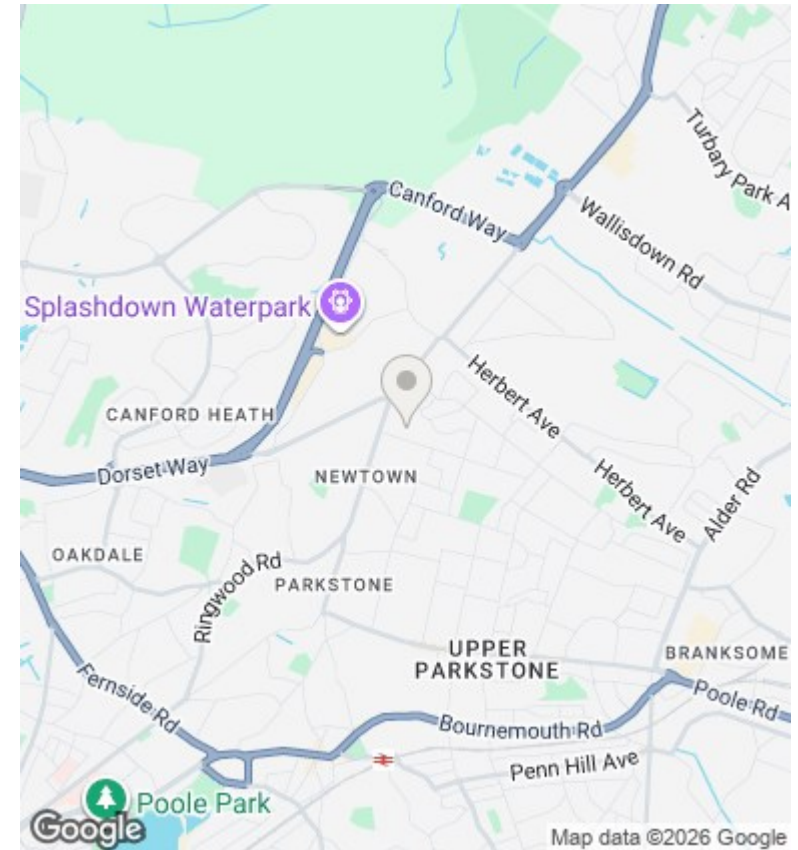 Turbary Park A
Canford Way
Wallisdown Rd
Splashdown Waterpark
Herbert Ave
CANFORD HEATH
Dorset Way
NEWTOWN
Herbert Ave
Alder Rd
OAKDALE
Ringwood Rd
PARKSTONE
UPPER
PARKSTONE
BRANKSOME
Fernside Rd
Poole Rd
Bournemouth Rd
Penn Hill Ave
Poole Park
Google
Map data ©2026 Google